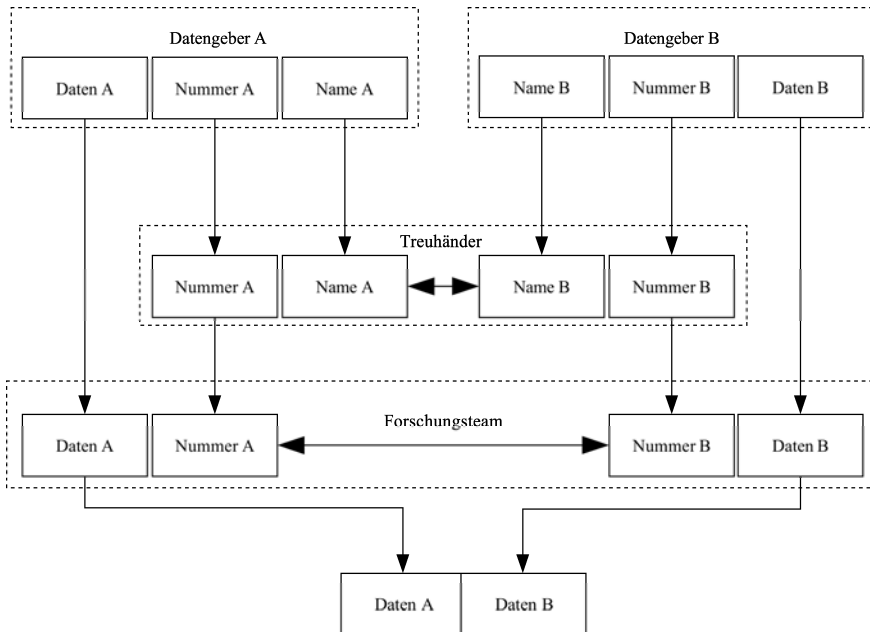 Datengeber A
Datengeber B
Daten A
Nummer A
Name A
Name B
Nummer B
Daten B
Treuhänder
Nummer A
Name A
Name B
Nummer B
Forschungsteam
Daten A
Nummer A
Nummer B
Daten B
Daten A
Daten B